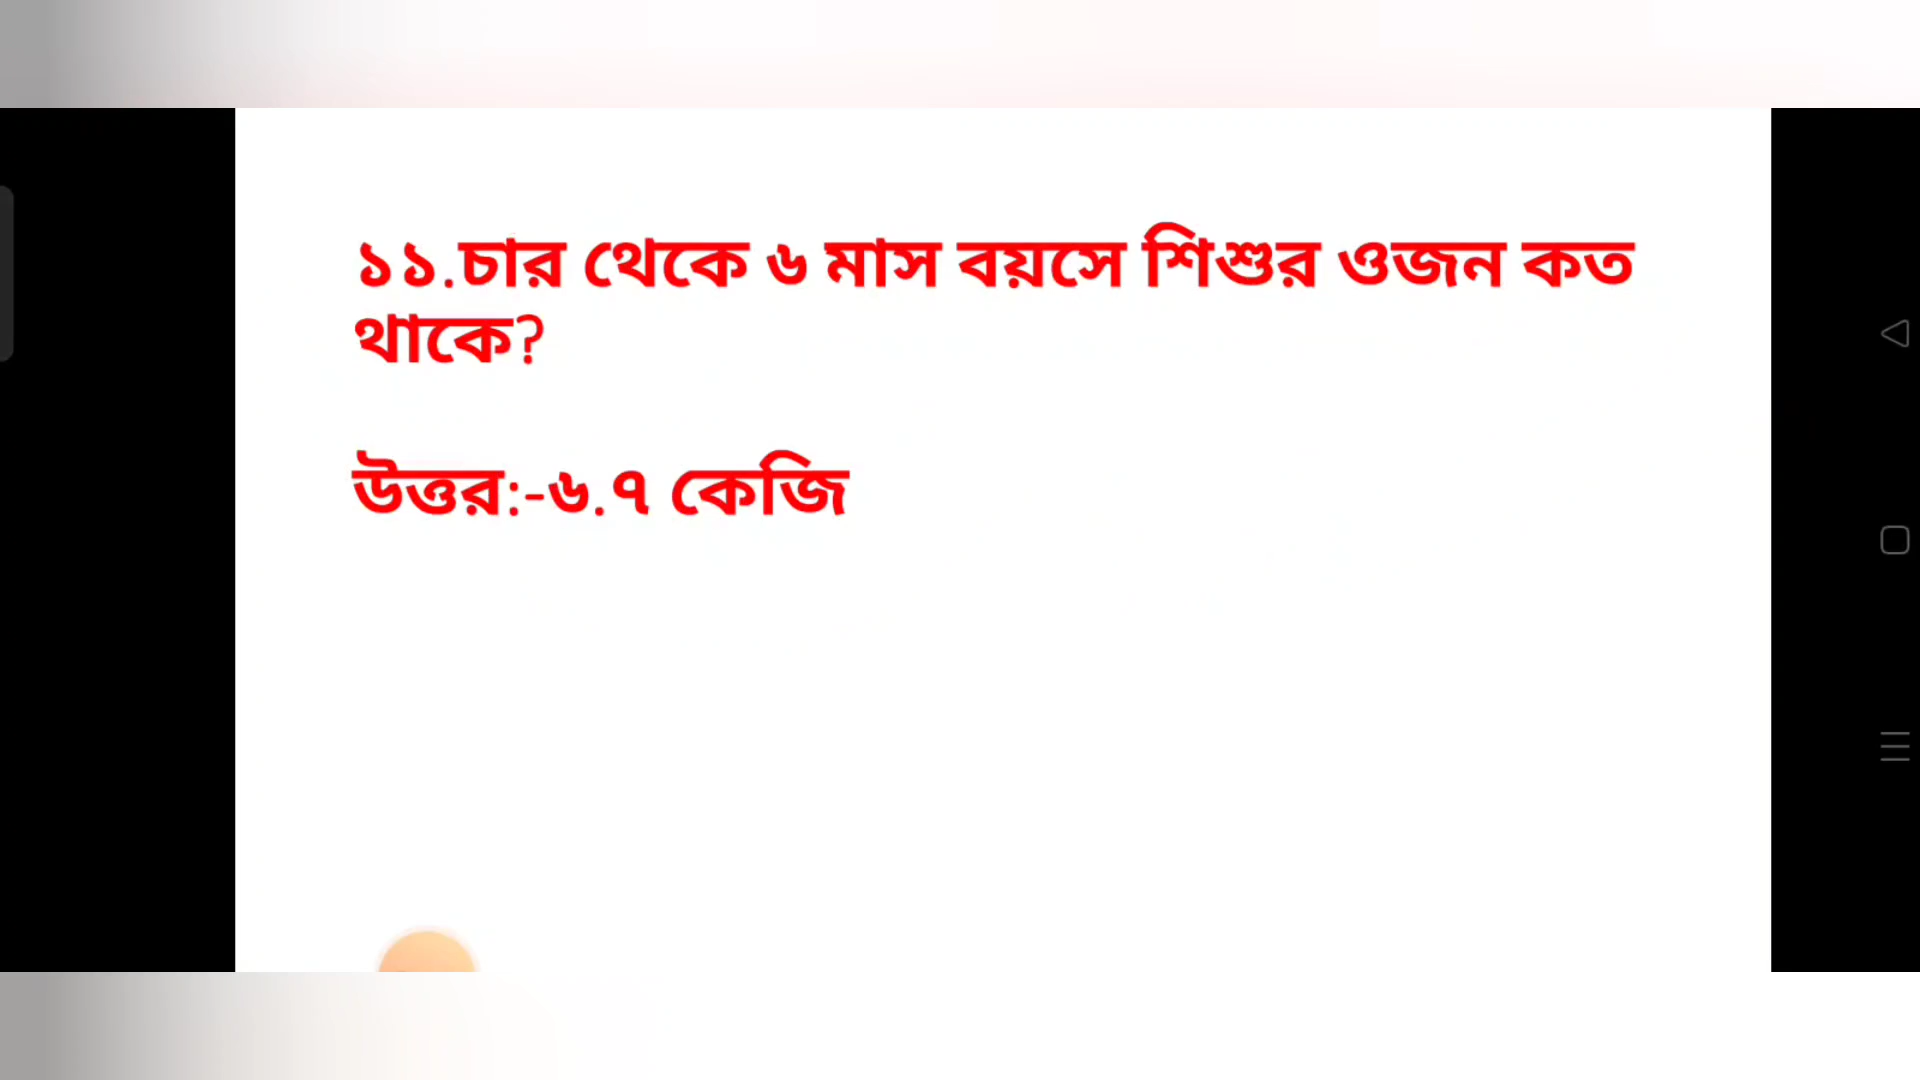 ১১.চার থেকে ৬ মাস বয়সে শিশুর ওজন কত
থাকে?
উত্তর:-৬.৭ কেজি